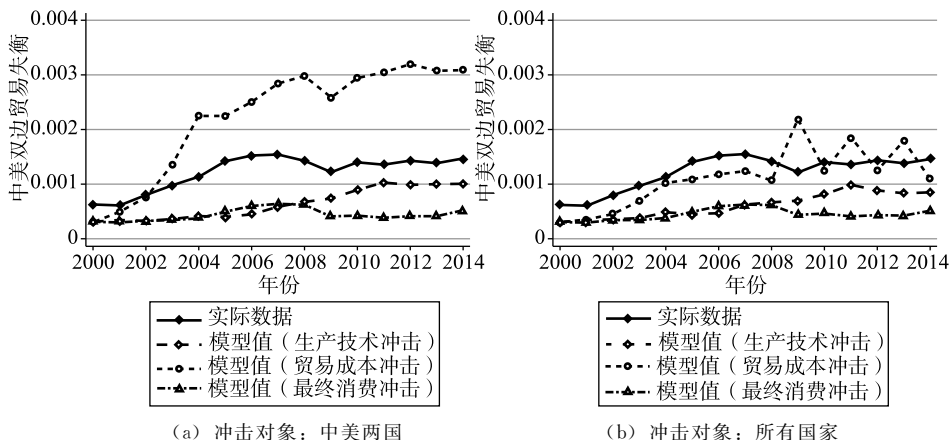 0.004
0.003
0.002
0.001
0
中美双边贸易失衡
2000 2002 2004 2006 2008 2010 2012 2014
年份
实际数据
模型值（生产技术冲击）
模型值（贸易成本冲击）
模型值（最终消费冲击）
（a）冲击对象：中美两国
0.004
0.003
0.002
0.001
0
中美双边贸易失衡
2000 2002 2004 2006 2008 2010 2012 2014
年份
实际数据
模型值（生产技术冲击）
模型值（贸易成本冲击）
模型值（最终消费冲击）
（b）冲击对象：所有国家